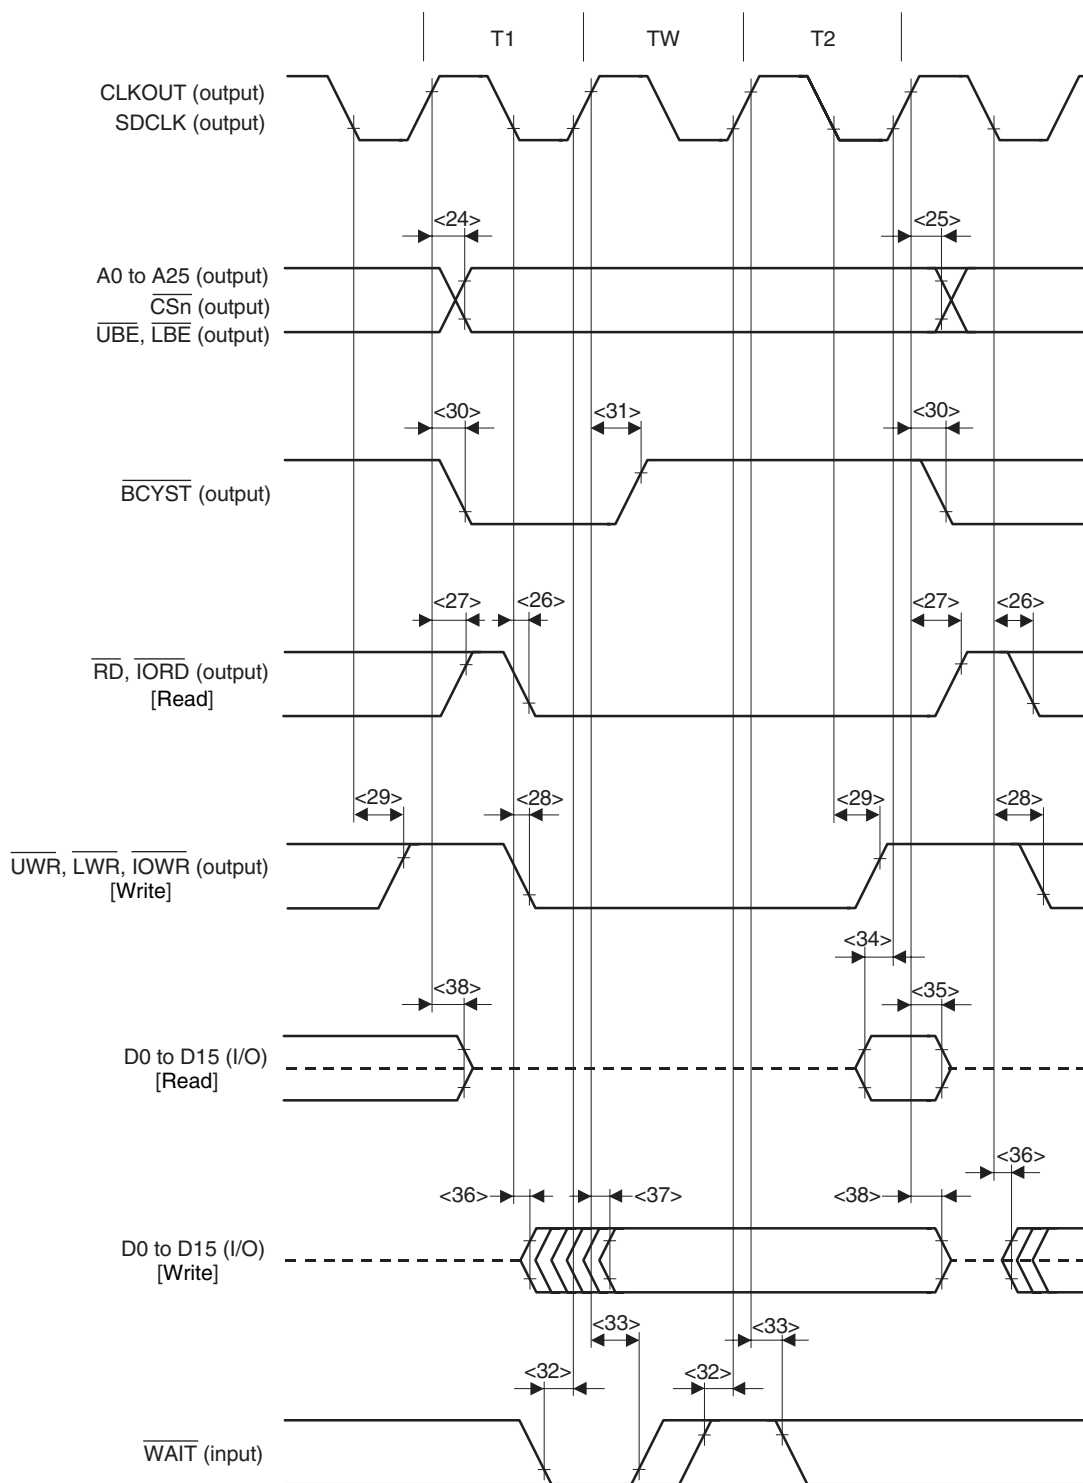 T1 TW T2
CLKOUT (output)
SDCLK (output)
<24> <25>
A0 to A25 (output)
CSn (output)
UBE, LBE (output)
<30> <31> <30>
BCYST (output)
<27> <26> <27> <26>
RD, IORD (output)
[Read]
<29> <28> <29> <28>
UWR, LWR, IOWR (output)
[Write]
<34>
<38> <35>
D0 to D15 (I/O)
[Read]
<36>
<36> <37> <38>
D0 to D15 (I/O)
[Write]
<33> <33>
<32> <32>
WAIT (input)